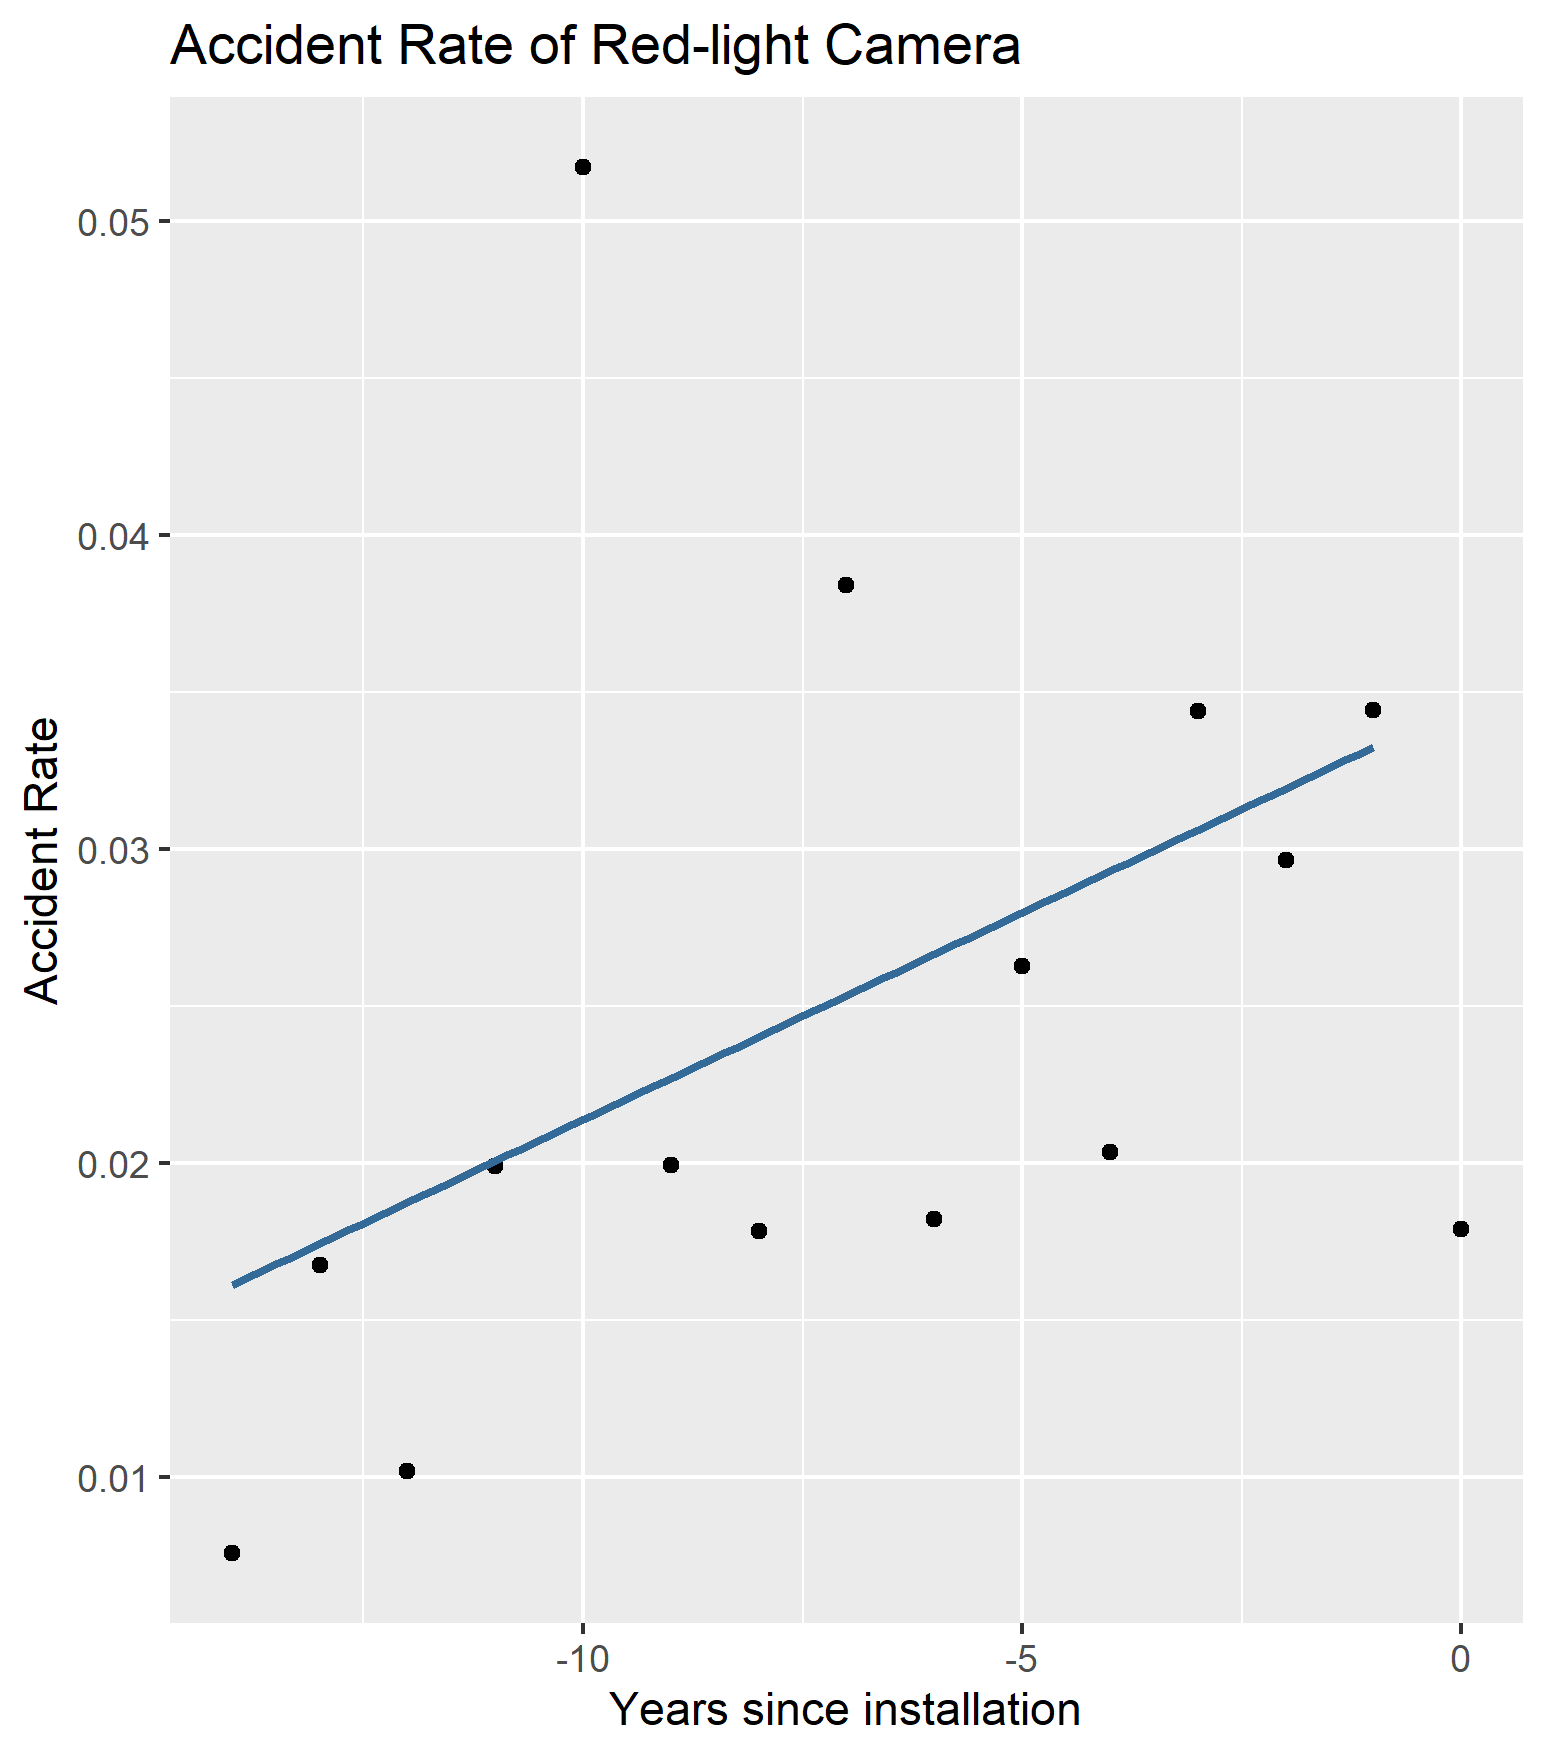 Accident Rate of Red-light Camera
0.05
0.04
0.03
0.02
0.01
Accident Rate
-10
-5
0
Years since installation